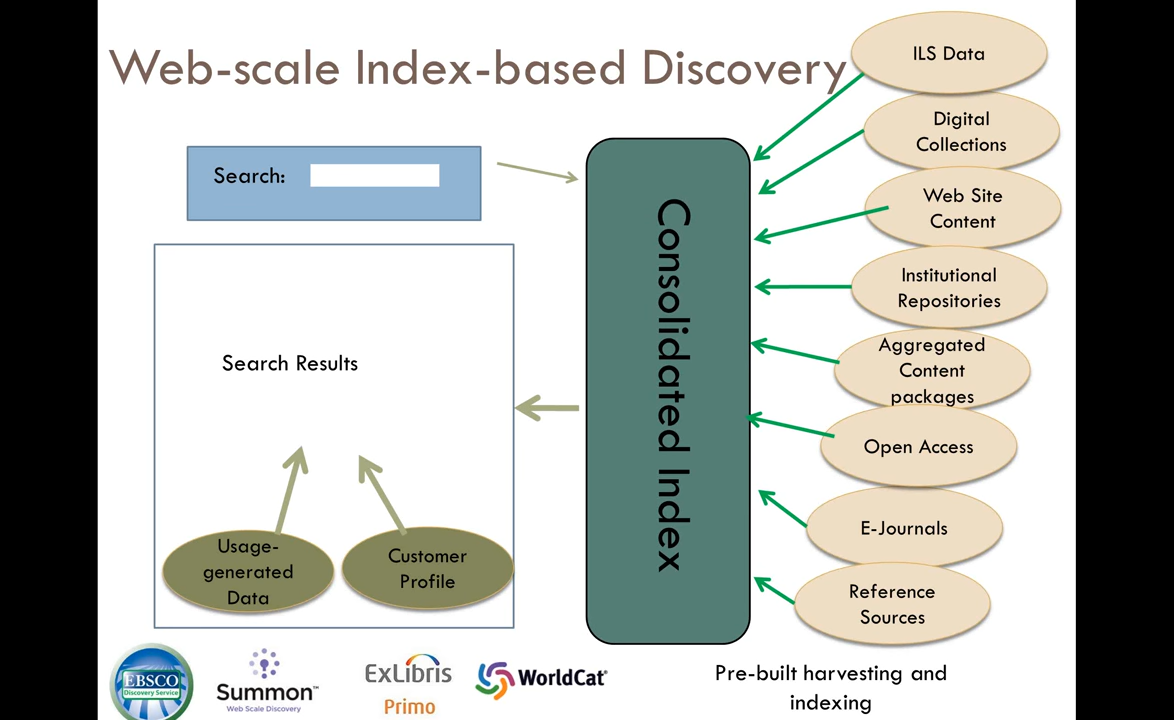 Web-scale Index-based Discovery
ILS Data
Digital
Collections
Search:
Web Site
Content
Consolidated Index
Institutional
Repositories
Search Results
Aggregated
Content
packages
Open Access
E-Journals
Usage-
generated
Data
Customer
Profile
Reference
Sources
EBSCO
Discovery Service
Summon™
Web Scale Discovery
ExLibris
Primo
WorldCat®
Pre-built harvesting and
indexing